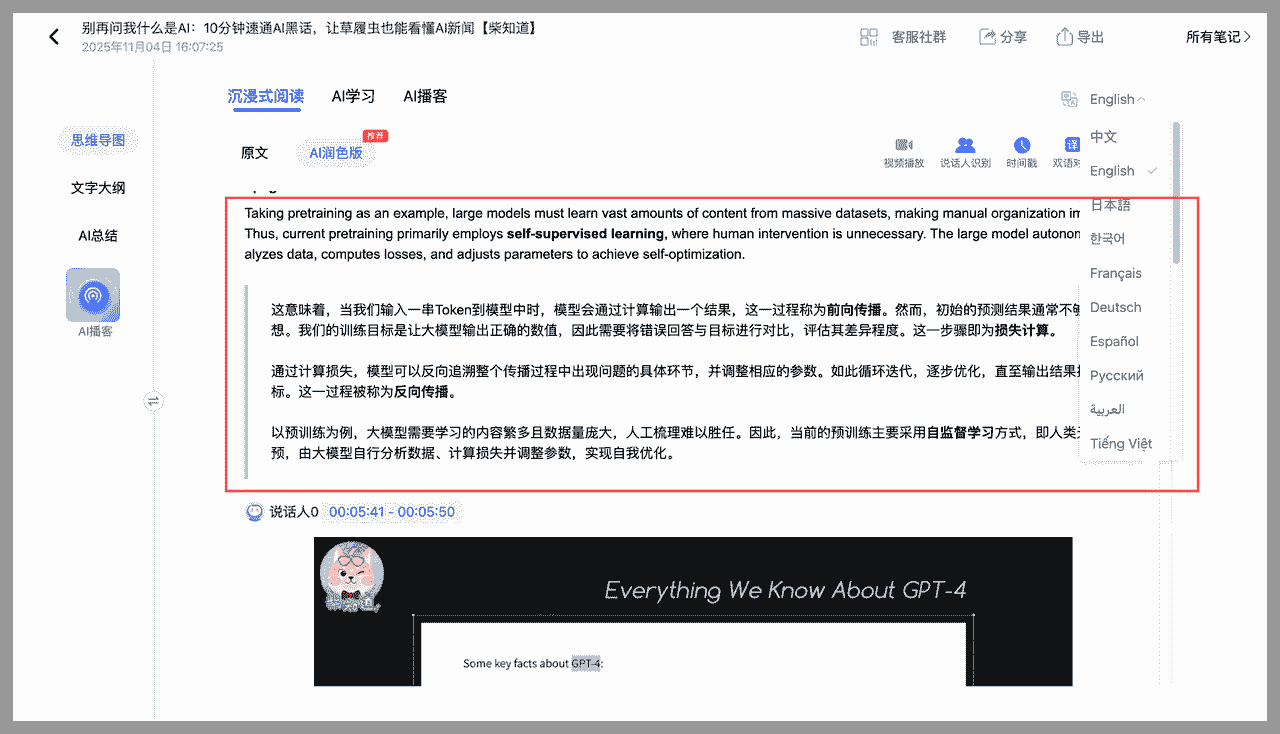 别再问我什么是AI：10分钟速通AI黑话，让草履虫也能看懂AI新闻【柴知道】
2025年11月04日 16:07:25
客服社群
分享
导出
所有笔记
沉浸式阅读
AI学习
AI播客
English
思维导图
文字大纲
AI总结
AI播客
原文
AI润色版
推荐
视频播放
说话人识别
时间戳
译
双语对
中文
English
日本語
한국어
Français
Deutsch
Español
Русский
العربية
Tiếng Việt
Taking pretraining as an example, large models must learn vast amounts of content from massive datasets, making manual organization im
Thus, current pretraining primarily employs self-supervised learning, where human intervention is unnecessary. The large model autonom
alyzes data, computes losses, and adjusts parameters to achieve self-optimization.
这意味着，当我们输入一串Token到模型中时，模型会通过计算输出一个结果，这一过程称为前向传播。然而，初始的预测结果通常不够
想。我们的训练目标是让大模型输出正确的数值，因此需要将错误回答与目标进行对比，评估其差异程度。这一步骤即为损失计算。
通过计算损失，模型可以反向追溯整个传播过程中出现问题的具体环节，并调整相应的参数。如此循环迭代，逐步优化，直至输出结果
标。这一过程被称为反向传播。
以预训练为例，大模型需要学习的内容繁多且数据量庞大，人工梳理难以胜任。因此，当前的预训练主要采用自监督学习方式，即人类
预，由大模型自行分析数据、计算损失并调整参数，实现自我优化。
说话人0
00:05:41 - 00:05:50
Everything We Know About GPT-4
Some key facts about GPT-4: